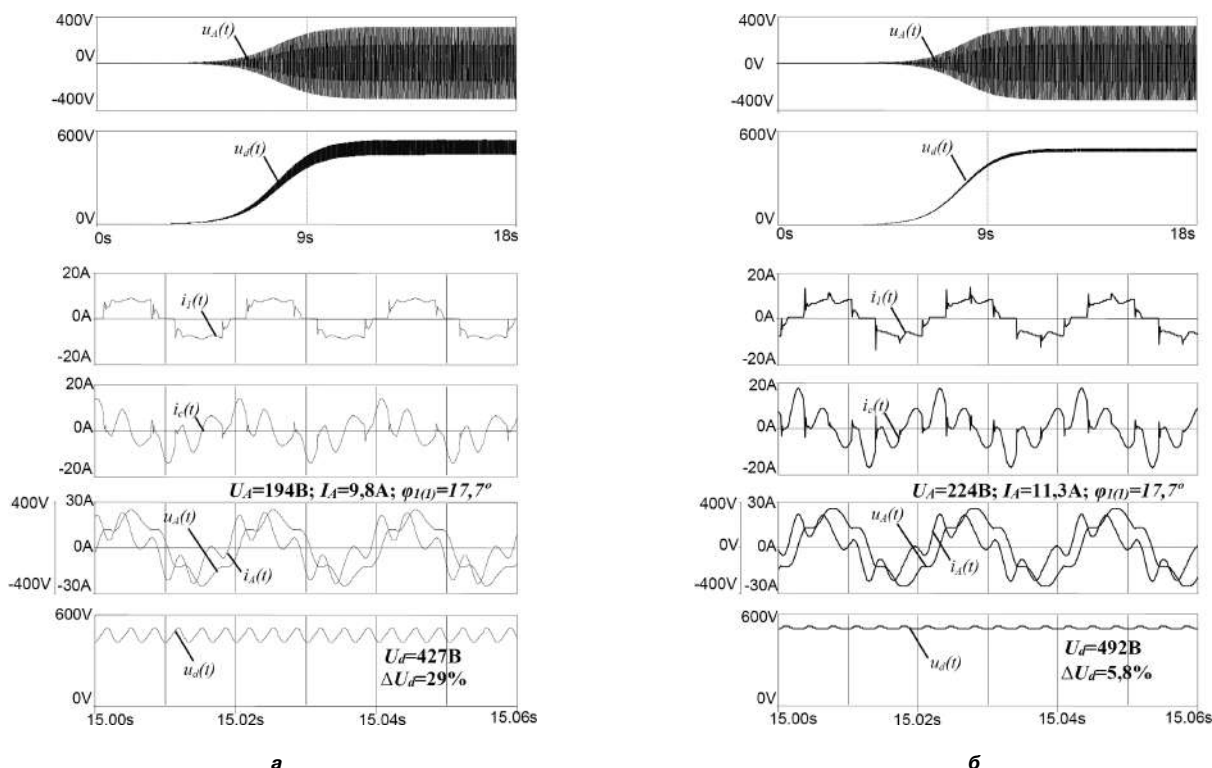 400V
u_A(t)
0V
-400V
600V
u_d(t)
0V
0s
9s
18s
20A
i_1(t)
0A
-20A
20A
i_c(t)
0A
-20A
U_A=194В; I_A=9,8A; φ_1(1)=17,7°
400V
30A
u_A(t)
0A
i_A(t)
-400V
-30A
600V
u_d(t)
U_d=427В
ΔU_d=29%
0V
15.00s
15.02s
15.04s
15.06s
а
400V
u_A(t)
0V
-400V
600V
u_d(t)
0V
0s
9s
18s
20A
i_1(t)
0A
-20A
20A
i_c(t)
0A
-20A
U_A=224В; I_A=11,3A; φ_1(1)=17,7°
400V
30A
u_A(t)
0V
0A
i_A(t)
-400V
-30A
600V
u_d(t)
U_d=492В
ΔU_d=5,8%
0V
15.00s
15.02s
15.04s
15.06s
б